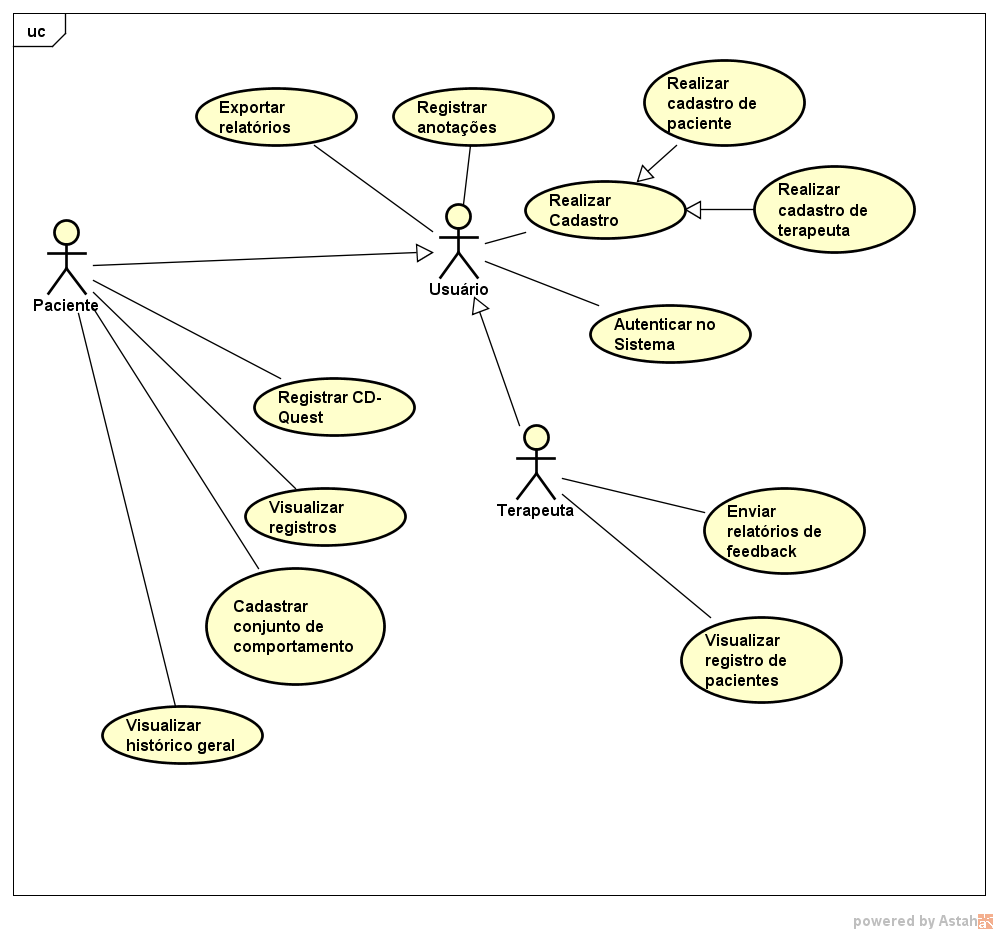 uc
Exportar
relatórios
Registrar
anotações
Realizar
cadastro de
paciente
Realizar
Cadastro
Realizar
cadastro de
terapeuta
Paciente
Usuário
Autenticar no
Sistema
Registrar CD-
Quest
Terapeuta
Visualizar
registros
Enviar
relatórios de
feedback
Cadastrar
conjunto de
comportamento
Visualizar
registro de
pacientes
Visualizar
histórico geral
powered by Astah